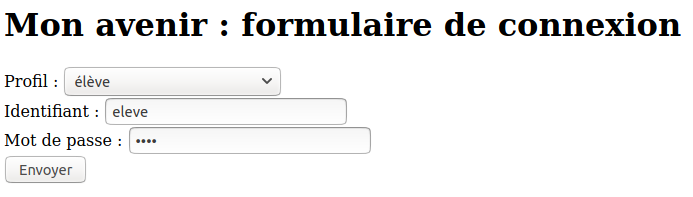 Mon avenir : formulaire de connexion
Profil : élève
Identifiant : eleve
Mot de passe : ••••
Envoyer